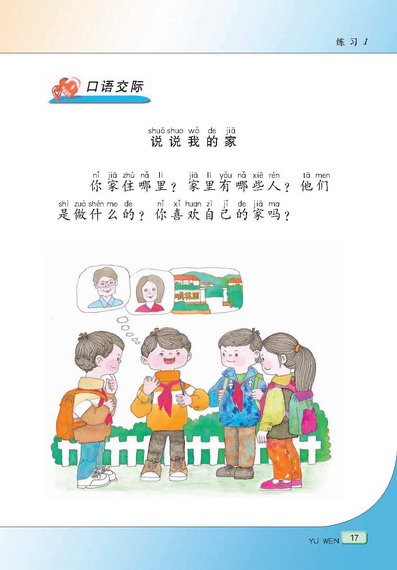 练习1
口语交际
shuō shuo wǒ de jiā
说说我的家
nǐ jiā zhù nǎ li jiā li yǒu nǎ xiē rén tā men
你家住哪里？家里有哪些人？他们
shì zuò shén me de nǐ xǐ huan zì jǐ de jiā ma
是做什么的？你喜欢自己的家吗？
YU WEN 17